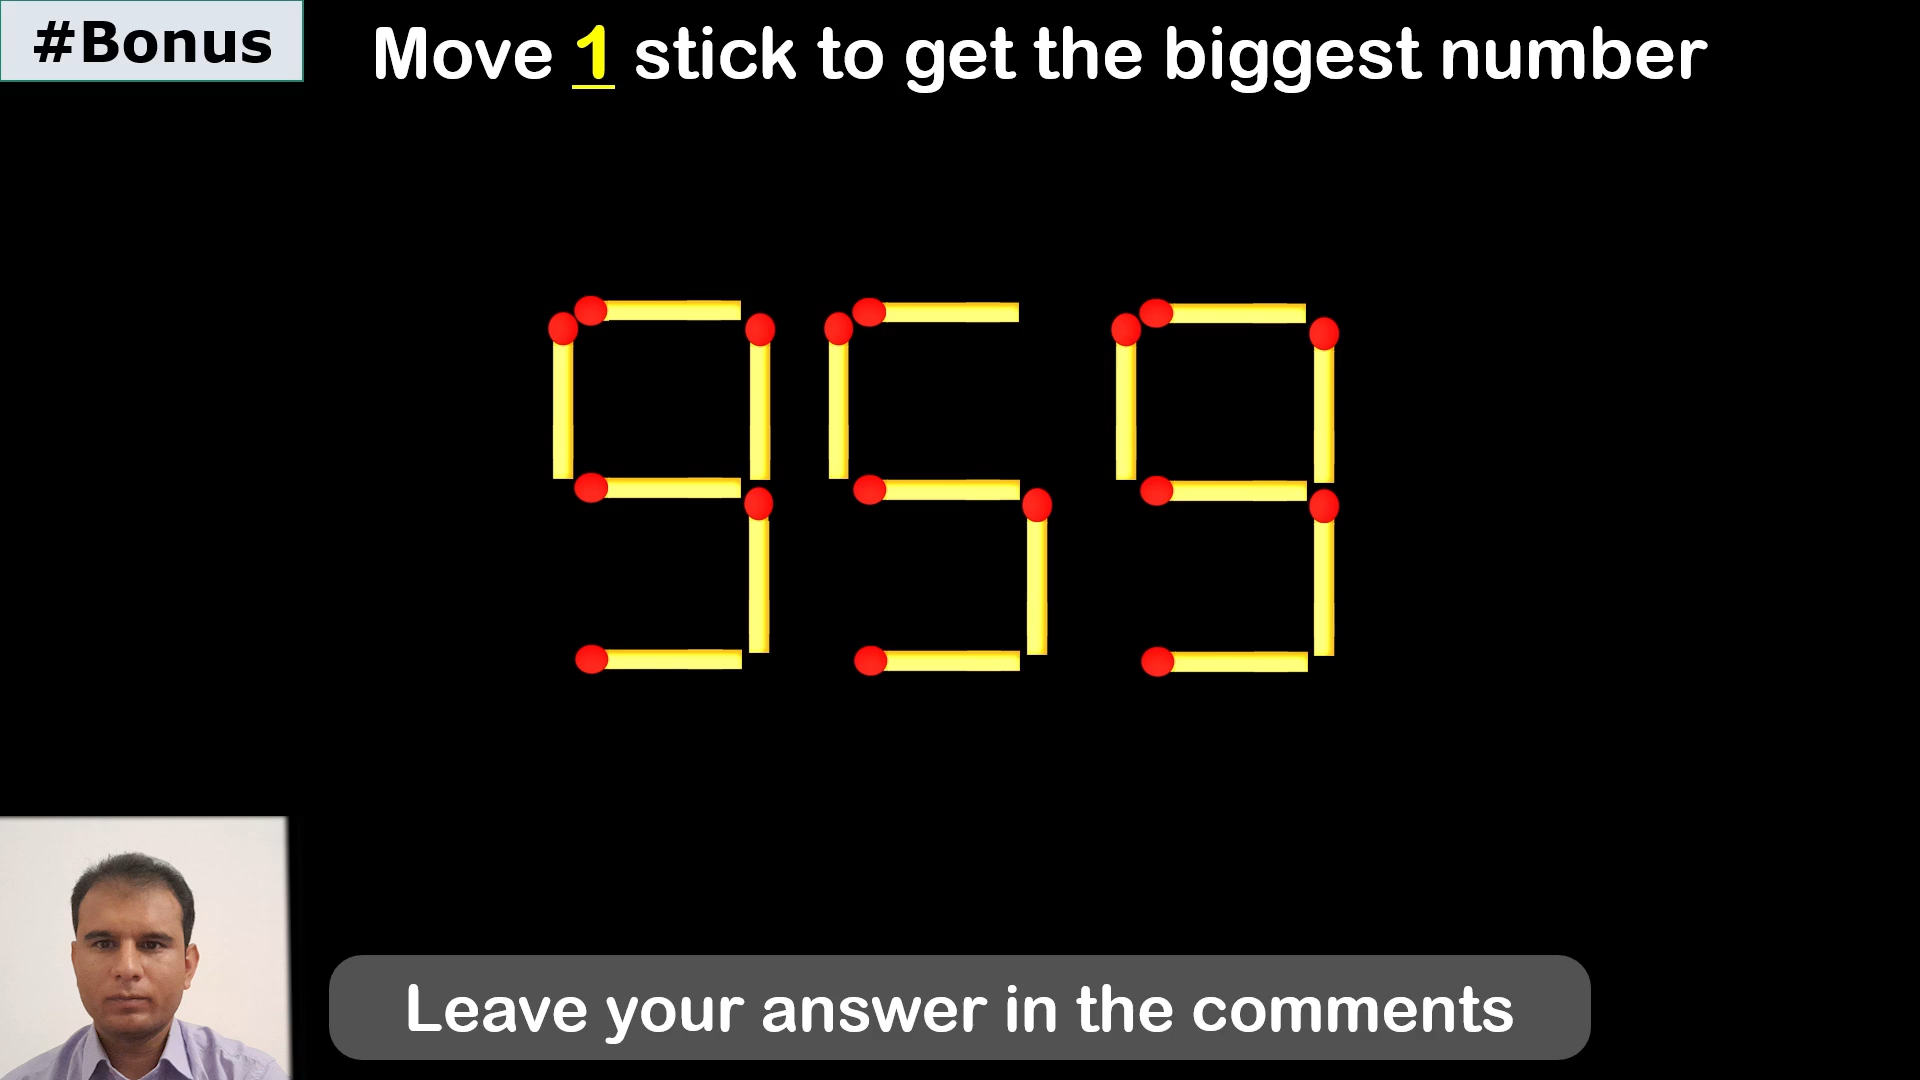 #Bonus
Move 1 stick to get the biggest number
959
Leave your answer in the comments